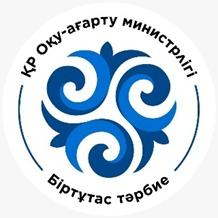 ҚР Оқу-ағарту министрлігі
Біртұтас тәрбие